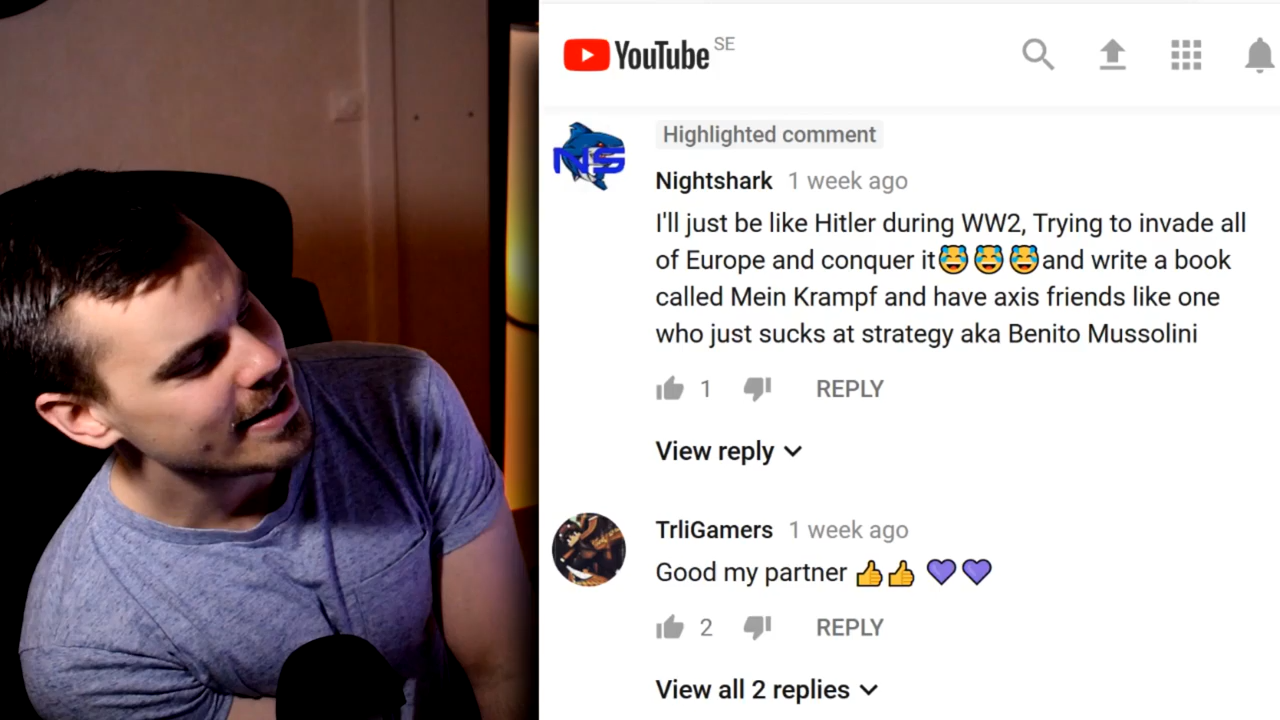 YouTube SE
Highlighted comment
NS
Nightshark 1 week ago
I'll just be like Hitler during WW2, Trying to invade all
of Europe and conquer it😂😂😂and write a book
called Mein Krampf and have axis friends like one
who just sucks at strategy aka Benito Mussolini
1 REPLY
View reply
TrliGamers 1 week ago
Good my partner 👍👍 💜💜
2 REPLY
View all 2 replies